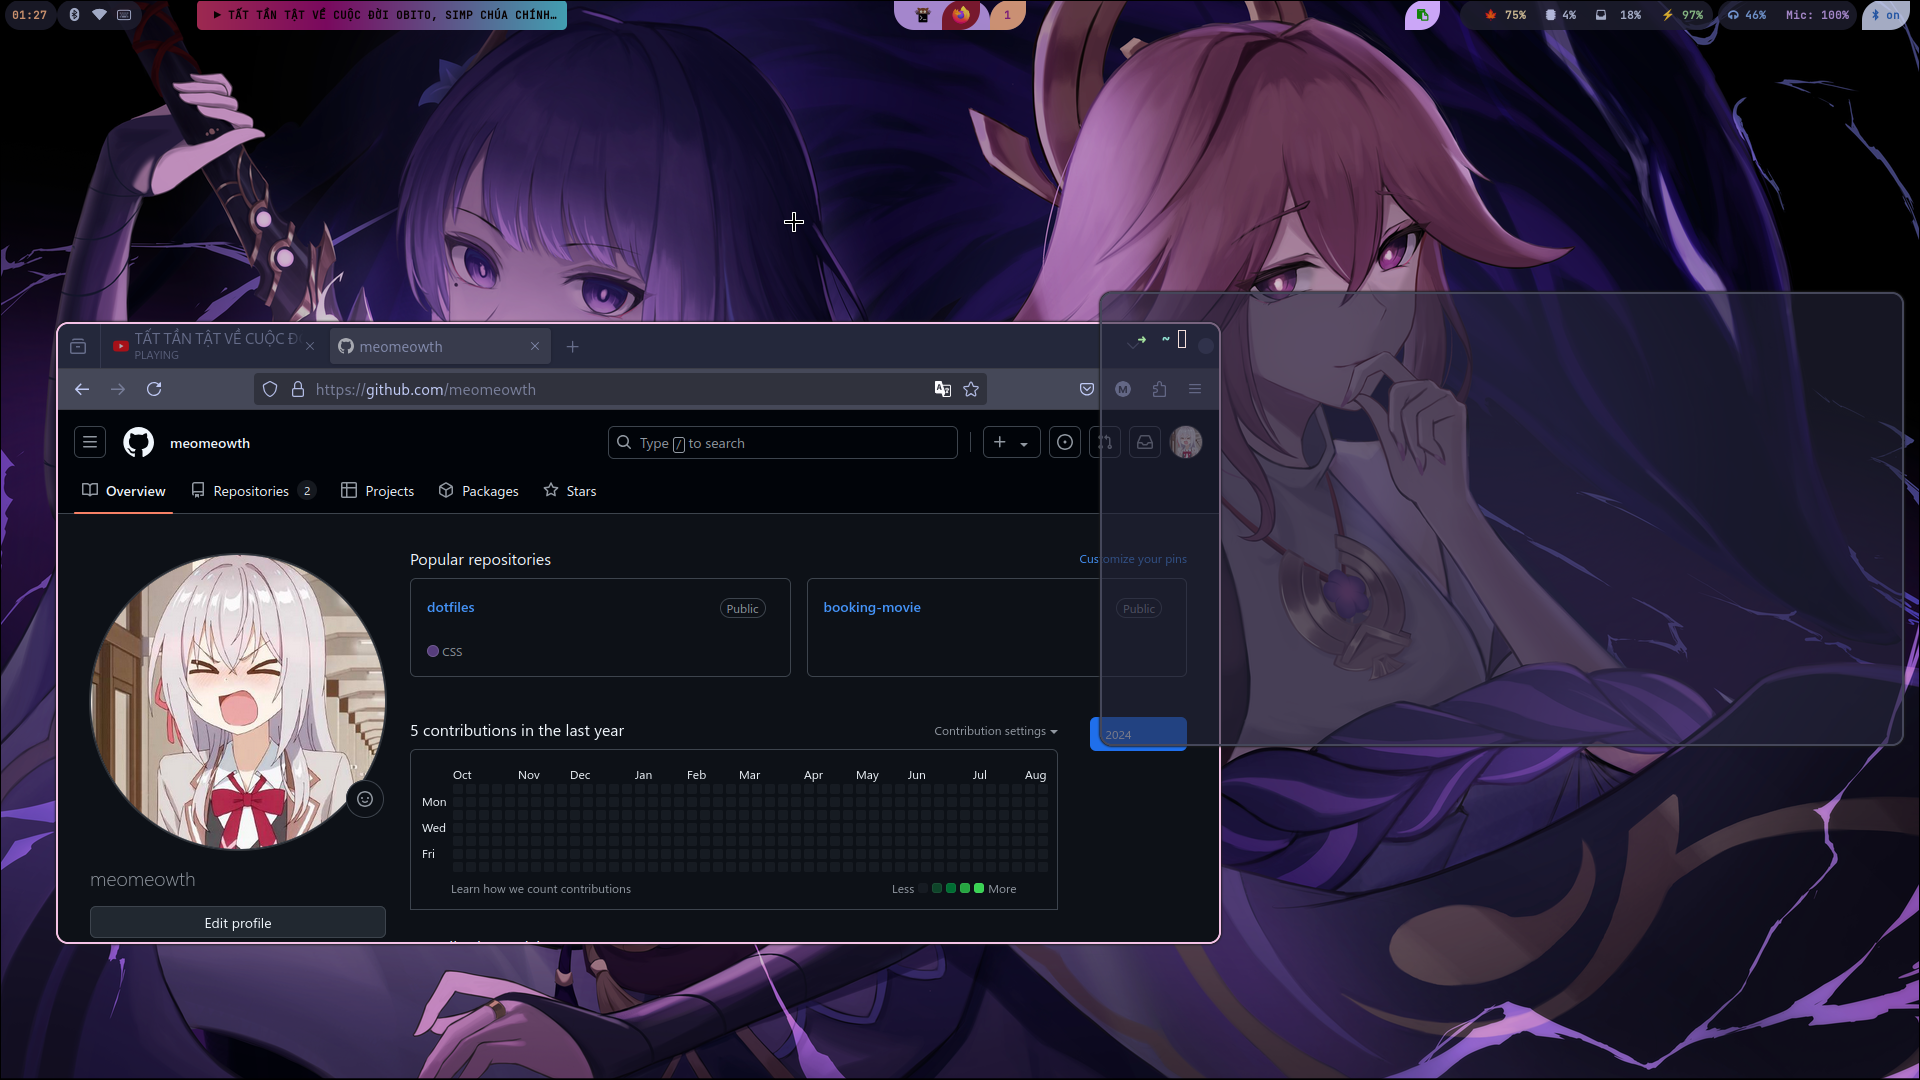 01:27
▶ TẤT TẦN TẬT VỀ CUỘC ĐỜI OBITO, SIMP CHÚA CHÍNH…
1
75%
4%
18%
97%
46%
Mic: 100%
on
TẤT TẦN TẬT VỀ CUỘC Đ
PLAYING
meomeowth
➜ ~
https://github.com/meomeowth
M
meomeowth
Type / to search
Overview
Repositories 2
Projects
Packages
Stars
Popular repositories
Customize your pins
dotfiles
Public
CSS
booking-movie
Public
5 contributions in the last year
Contribution settings
2024
Oct Nov Dec Jan Feb Mar Apr May Jun Jul Aug
Mon
Wed
Fri
Learn how we count contributions
Less
More
meomeowth
Edit profile